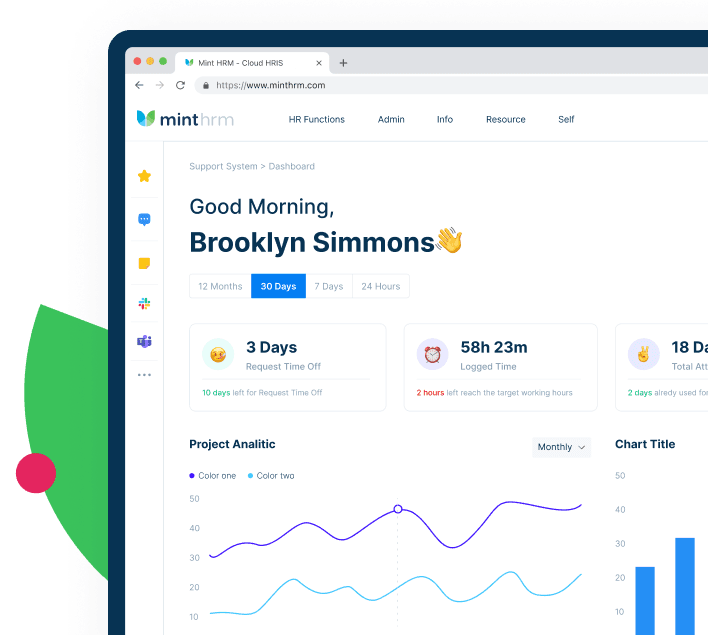 Mint HRM - Cloud HRIS
https://www.minthrm.com
minthrm
HR Functions Admin Info Resource Self
Support System > Dashboard
Good Morning,
Brooklyn Simmons
12 Months 30 Days 7 Days 24 Hours
3 Days
Request Time Off
10 days left for Request Time Off
58h 23m
Logged Time
2 hours left reach the target working hours
18 Da
Total Att
2 days alredy used for
Project Analitic
Monthly
Color one Color two
50
40
30
20
10
Chart Title
50
40
30
20
10